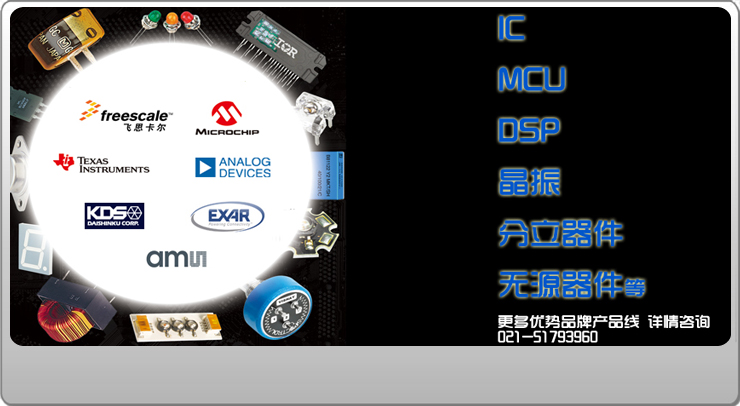 freescale™
飞思卡尔
MICROCHIP
TEXAS
INSTRUMENTS
ANALOG
DEVICES
KDS
DAISHINKU CORP.
EXAR
ams
IOR
IC
MCU
DSP
晶振
分立器件
无源器件等
更多优势品牌产品线 详情咨询
021-51793960